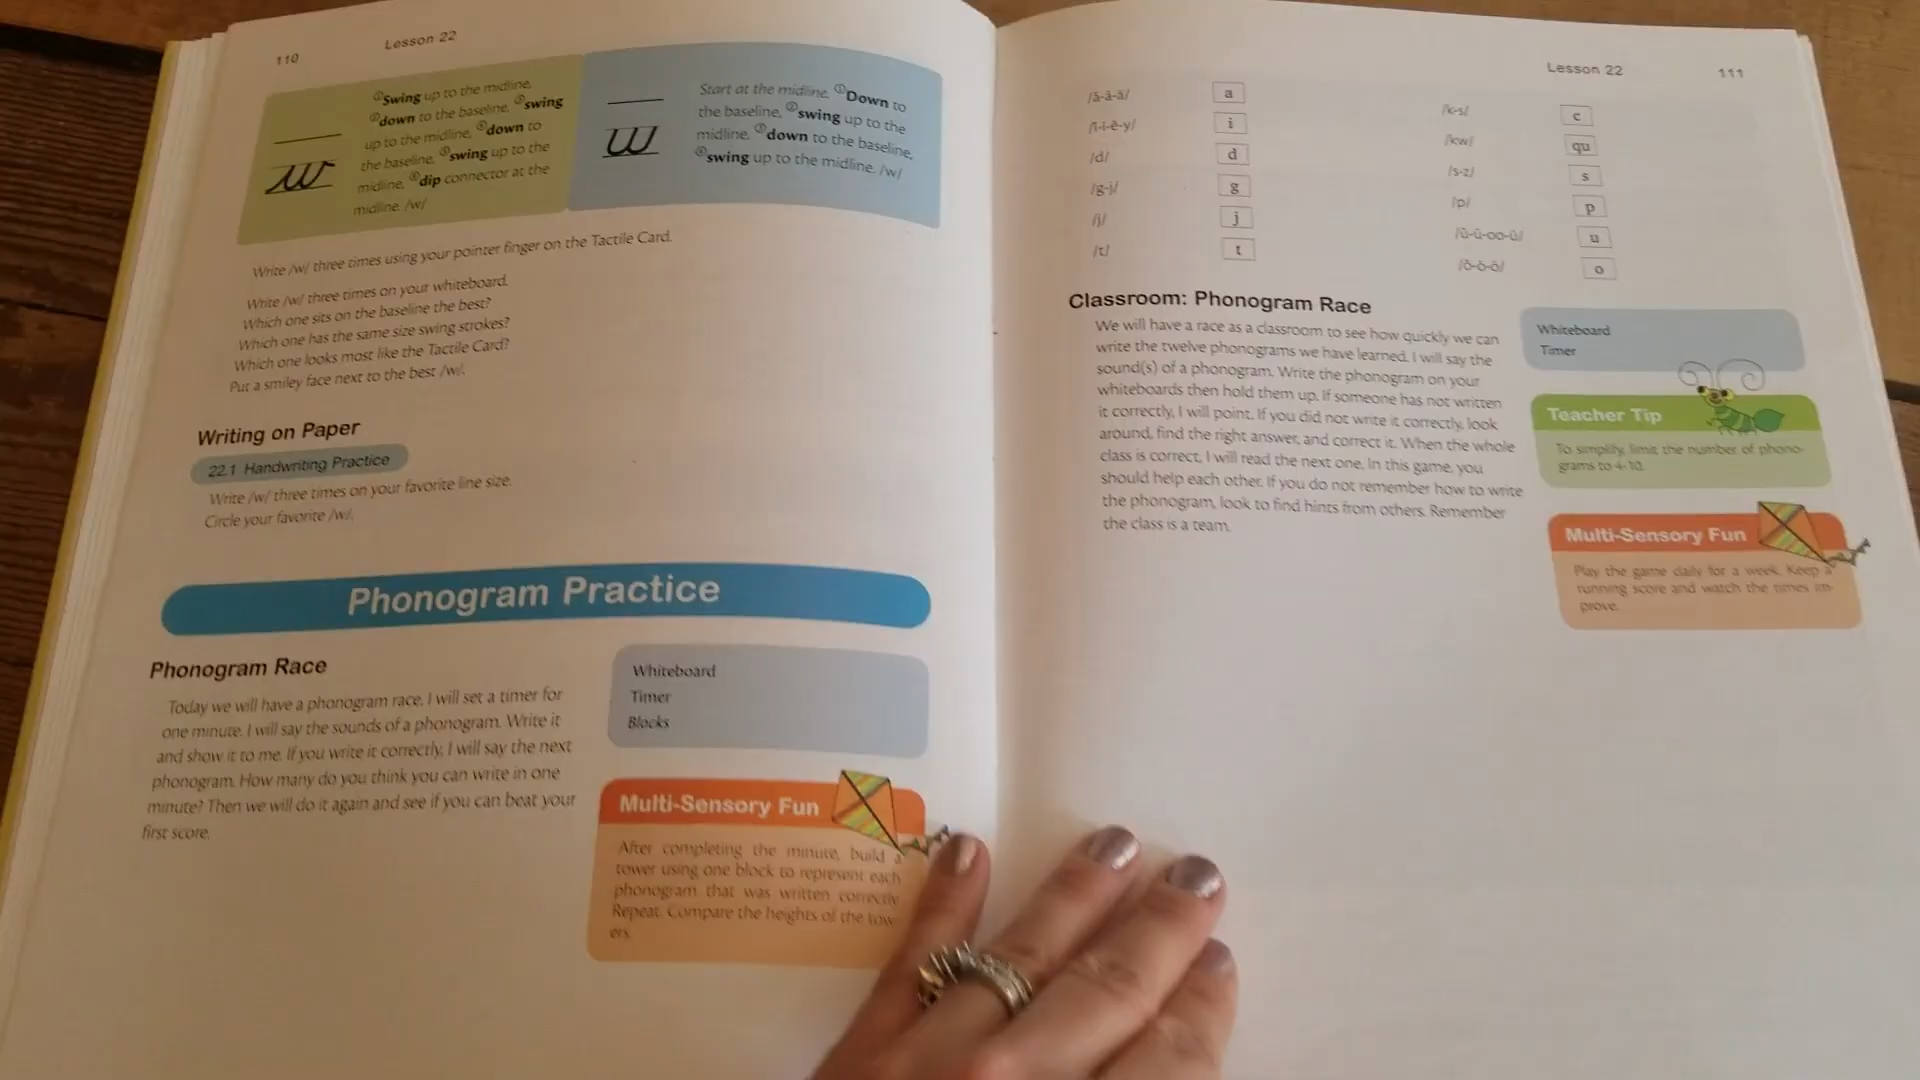 110
Lesson 22
①Swing up to the midline,
②down to the baseline, ③swing
up to the midline, ④down to
the baseline, ⑤swing up to the
midline, ⑥dip connector at the
midline. /w/
w
Start at the midline. ①Down to
the baseline, ②swing up to the
midline, ③down to the baseline,
④swing up to the midline. /w/
w
Write /w/ three times using your pointer finger on the Tactile Card.
Write /w/ three times on your whiteboard.
Which one sits on the baseline the best?
Which one has the same size swing strokes?
Which one looks most like the Tactile Card?
Put a smiley face next to the best /w/.
Writing on Paper
22.1 Handwriting Practice
Write /w/ three times on your favorite line size.
Circle your favorite /w/.
Phonogram Practice
Phonogram Race
Today we will have a phonogram race. I will set a timer for
one minute. I will say the sounds of a phonogram. Write it
and show it to me. If you write it correctly, I will say the next
phonogram. How many do you think you can write in one
minute? Then we will do it again and see if you can beat your
first score.
Whiteboard
Timer
Blocks
Multi-Sensory Fun
After completing the minute, build a
tower using one block to represent each
phonogram that was written correctly.
Repeat. Compare the heights of the tow-
ers.
Lesson 22
111
/ă-ā-ä/ a
/ĭ-ī-ē-y/ i
/d/ d
/g-j/ g
/j/ j
/t/ t
/k-s/ c
/kw/ qu
/s-z/ s
/p/ p
/ŭ-ū-oo-ü/ u
/ŏ-ō-ö/ o
Classroom: Phonogram Race
We will have a race as a classroom to see how quickly we can
write the twelve phonograms we have learned. I will say the
sound(s) of a phonogram. Write the phonogram on your
whiteboards then hold them up. If someone has not written
it correctly, I will point. If you did not write it correctly, look
around, find the right answer, and correct it. When the whole
class is correct, I will read the next one. In this game, you
should help each other. If you do not remember how to write
the phonogram, look to find hints from others. Remember
the class is a team.
Whiteboard
Timer
Teacher Tip
To simplify, limit the number of phono-
grams to 4-10.
Multi-Sensory Fun
Play the game daily for a week. Keep a
running score and watch the times im-
prove.